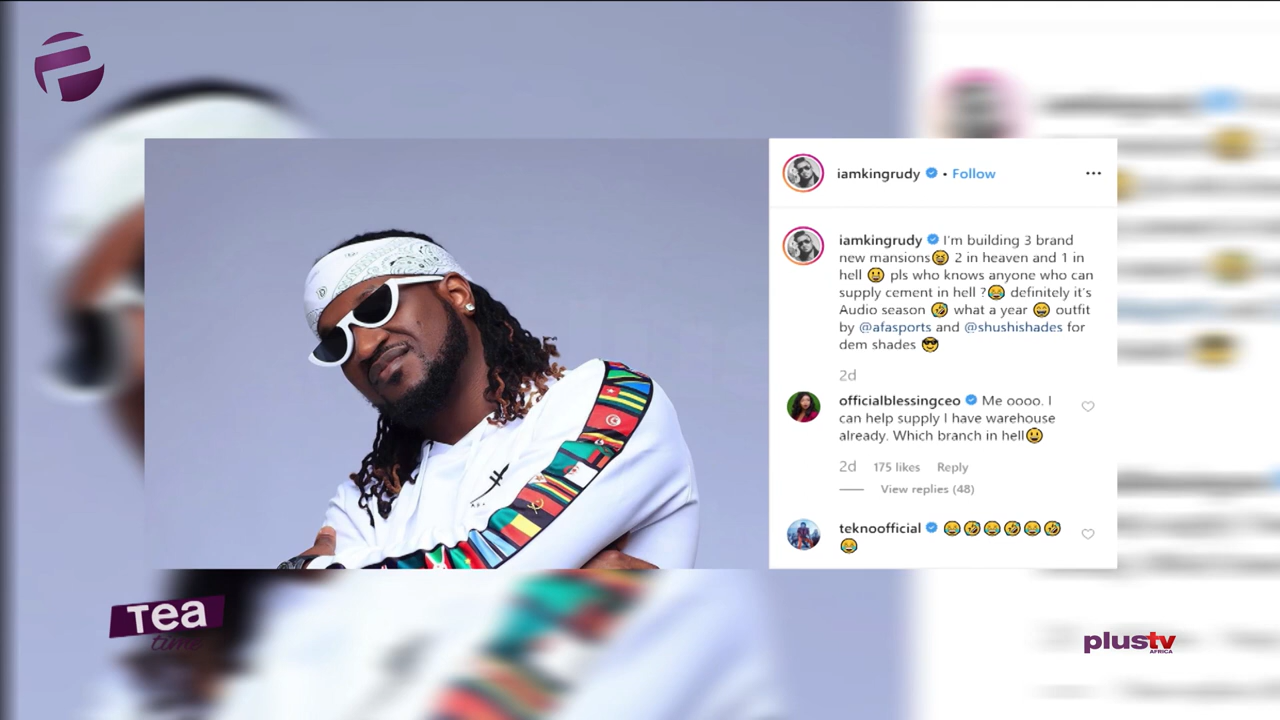 iamkingrudy • Follow
iamkingrudy I'm building 3 brand
new mansions😆 2 in heaven and 1 in
hell 😀 pls who knows anyone who can
supply cement in hell ?😂 definitely it's
Audio season 🤣 what a year 😄 outfit
by @afasports and @shushishades for
dem shades 😎
2d
officialblessingceo Me oooo. I
can help supply I have warehouse
already. Which branch in hell😀
2d 175 likes Reply
View replies (48)
teknoofficial 😂🤣😂🤣😂🤣
😂
Tea
time
plustv
AFRICA